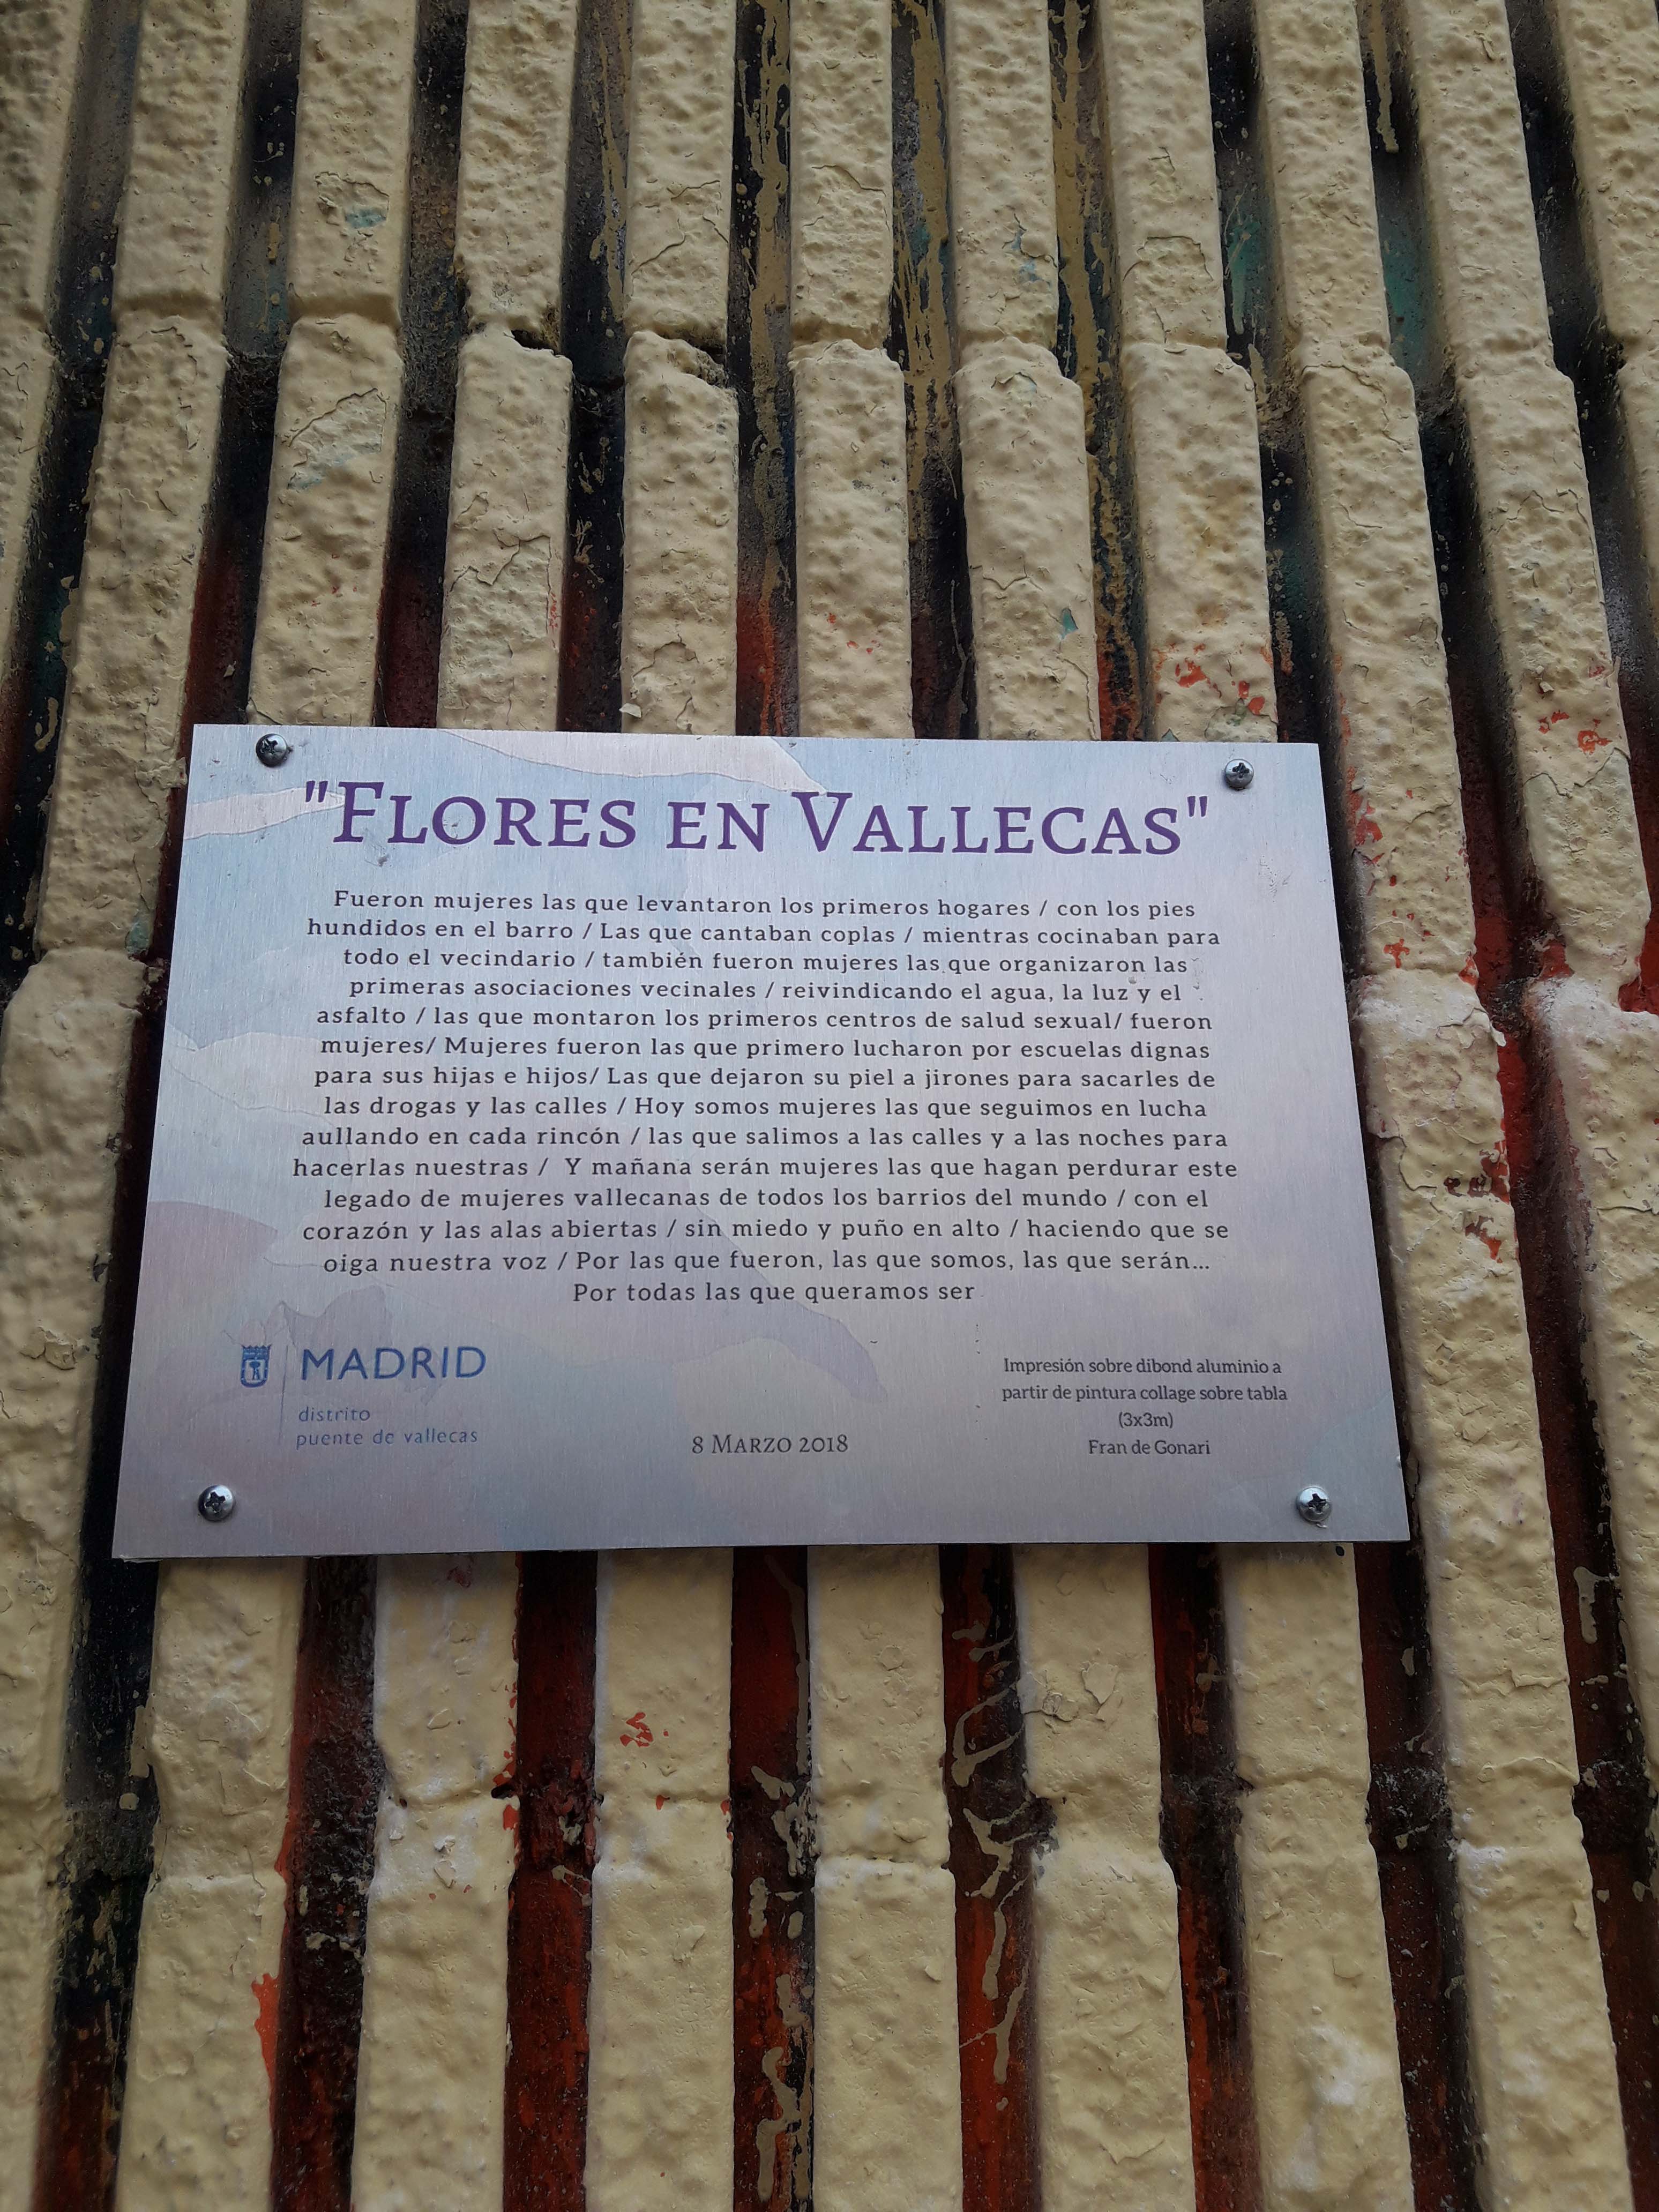 "FLORES EN VALLECAS"
Fueron mujeres las que levantaron los primeros hogares / con los pies
hundidos en el barro / Las que cantaban coplas / mientras cocinaban para
todo el vecindario / también fueron mujeres las que organizaron las
primeras asociaciones vecinales / reivindicando el agua, la luz y el
asfalto / las que montaron los primeros centros de salud sexual/ fueron
mujeres/ Mujeres fueron las que primero lucharon por escuelas dignas
para sus hijas e hijos/ Las que dejaron su piel a jirones para sacarles de
las drogas y las calles / Hoy somos mujeres las que seguimos en lucha
aullando en cada rincón / las que salimos a las calles y a las noches para
hacerlas nuestras / Y mañana serán mujeres las que hagan perdurar este
legado de mujeres vallecanas de todos los barrios del mundo / con el
corazón y las alas abiertas / sin miedo y puño en alto / haciendo que se
oiga nuestra voz / Por las que fueron, las que somos, las que serán...
Por todas las que queramos ser
MADRID
distrito
puente de vallecas
8 MARZO 2018
Impresión sobre dibond aluminio a
partir de pintura collage sobre tabla
(3x3m)
Fran de Gonari